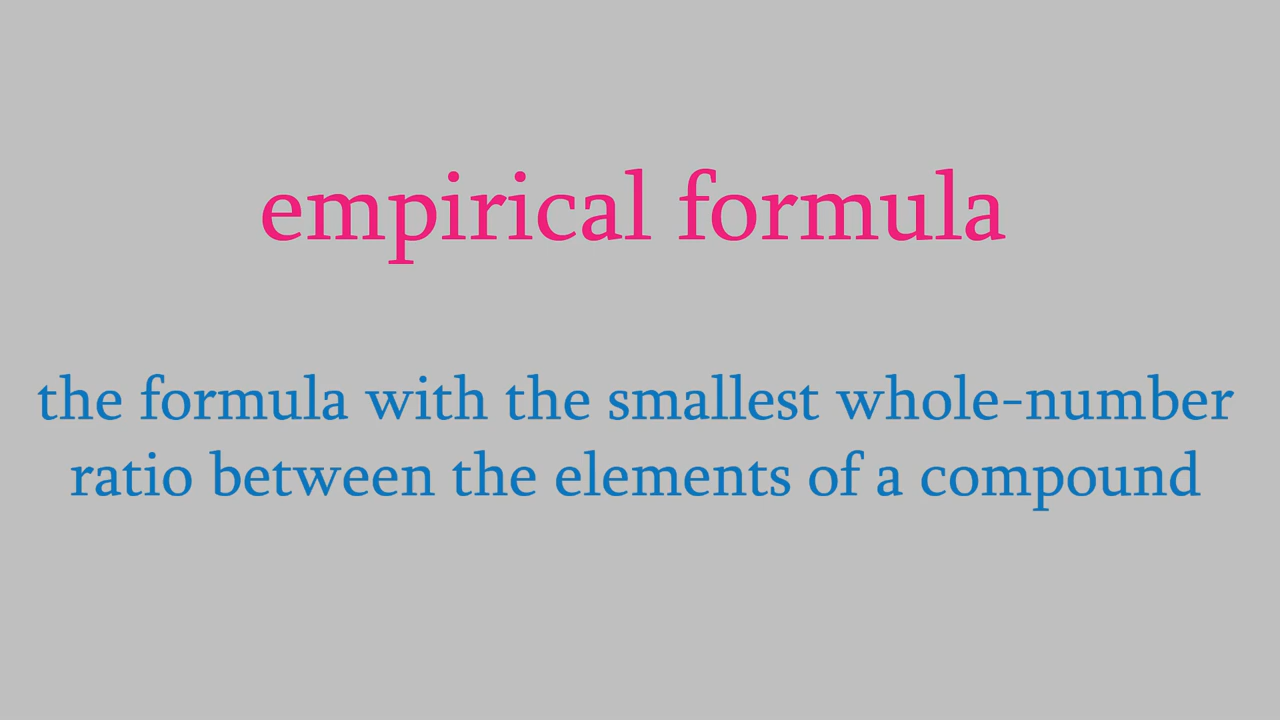 empirical formula
the formula with the smallest whole-number
ratio between the elements of a compound